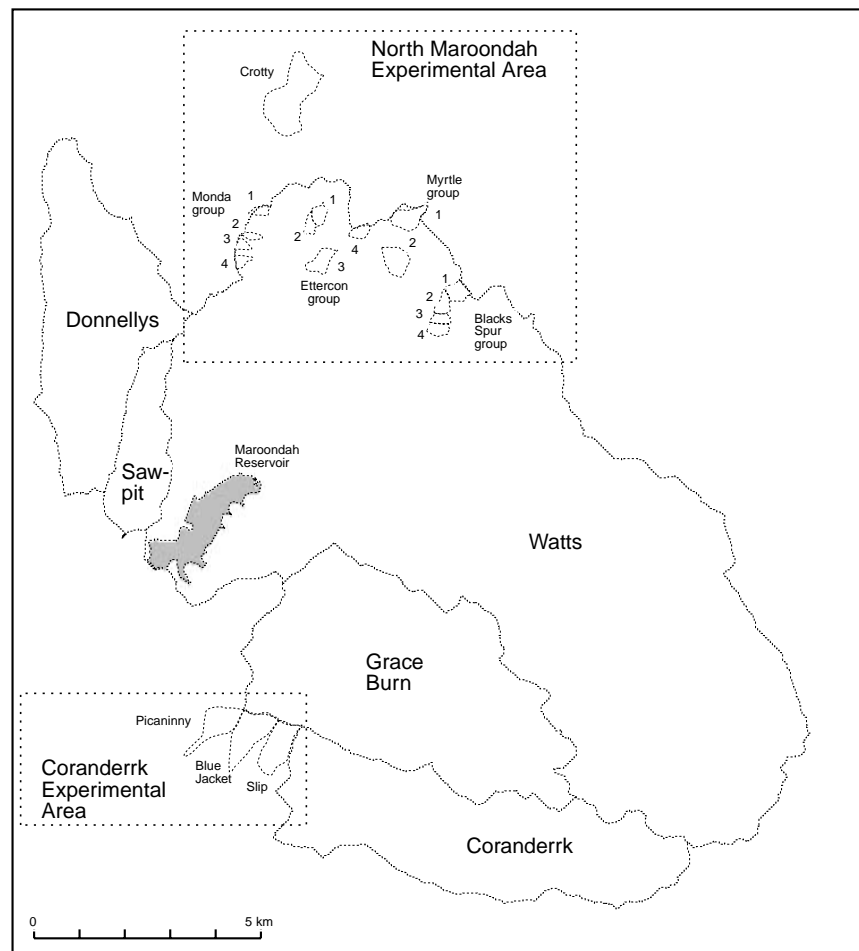 North Maroondah
Experimental Area
Crotty
Monda
group
1
2
3
4
1
2
3
4
Ettercon
group
Myrtle
group
1
2
1
2
3
4
Blacks
Spur
group
Donnellys
Saw-
pit
Maroondah
Reservoir
Watts
Grace
Burn
Picaninny
Blue
Jacket
Slip
Coranderrk
Experimental
Area
Coranderrk
0
5 km